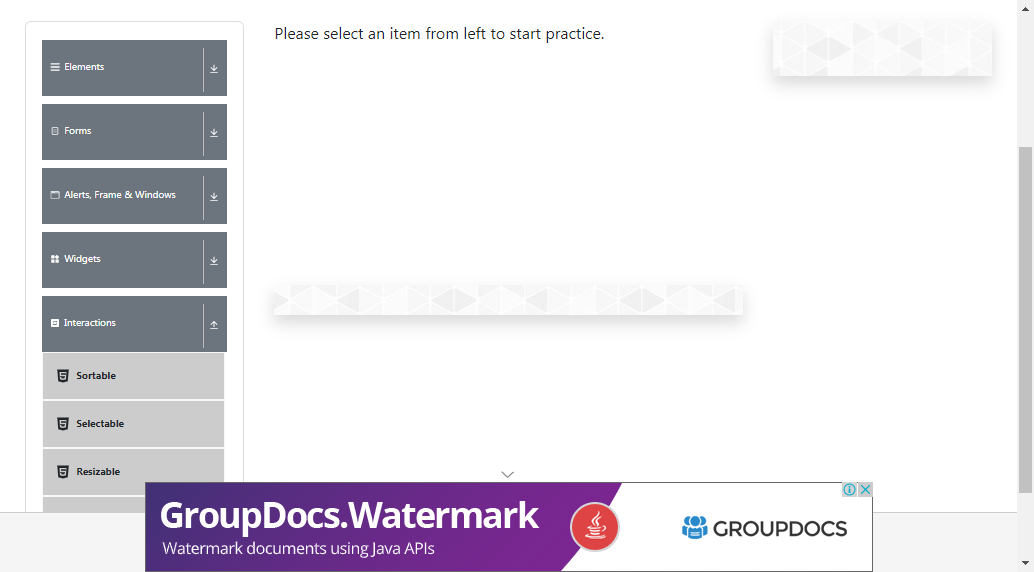 Please select an item from left to start practice.
Elements
Forms
Alerts, Frame & Windows
Widgets
Interactions
Sortable
Selectable
Resizable
GroupDocs.Watermark
Watermark documents using Java APIs
GROUPDOCS